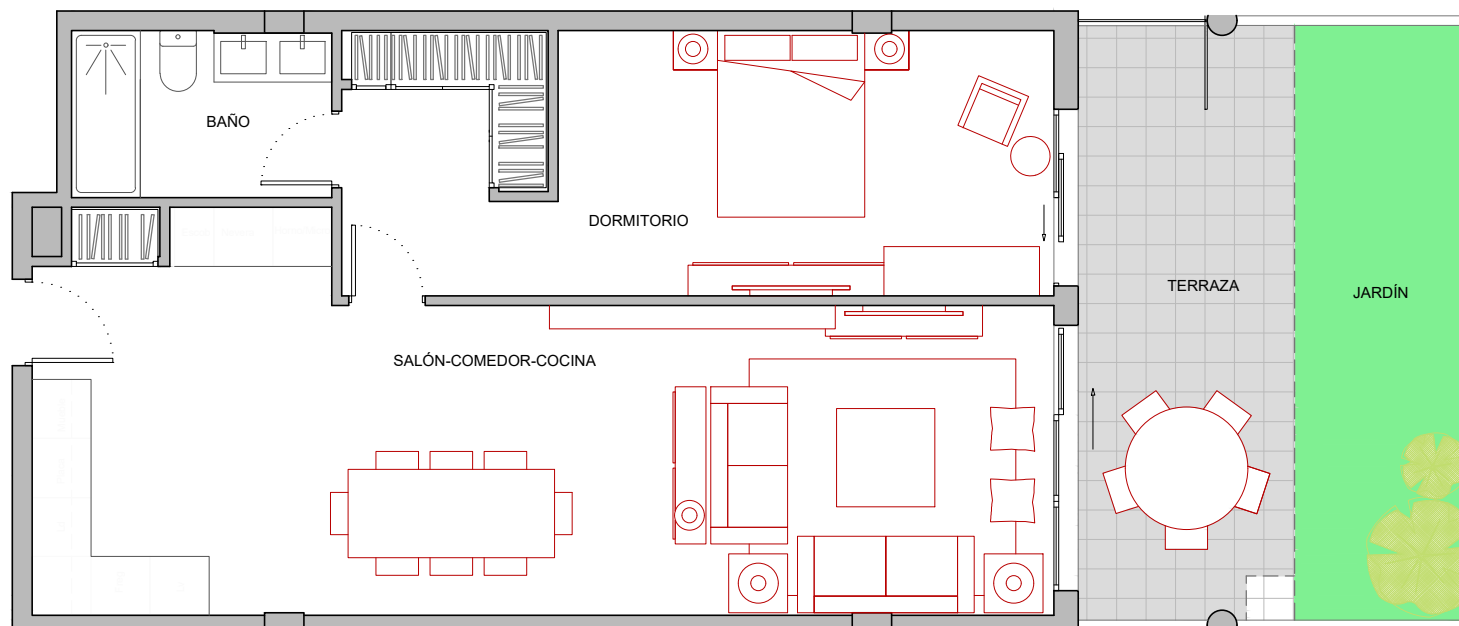 BAÑO
DORMITORIO
TERRAZA
JARDÍN
SALÓN-COMEDOR-COCINA